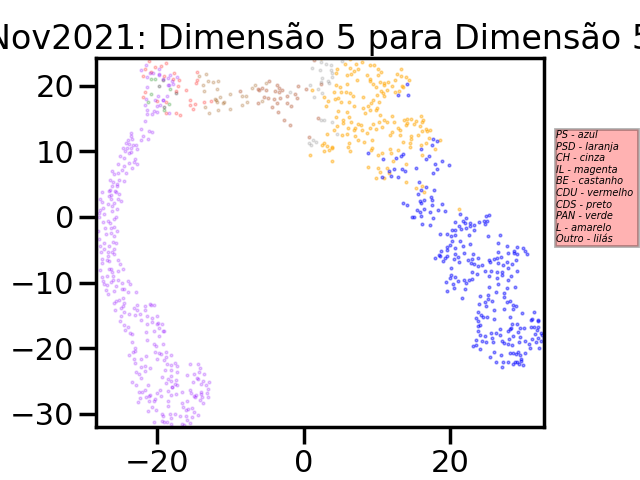 Nov2021: Dimensão 5 para Dimensão 5
20
10
0
−10
−20
−30
−20
0
20
PS - azul
PSD - laranja
CH - cinza
IL - magenta
BE - castanho
CDU - vermelho
CDS - preto
PAN - verde
L - amarelo
Outro - lilás